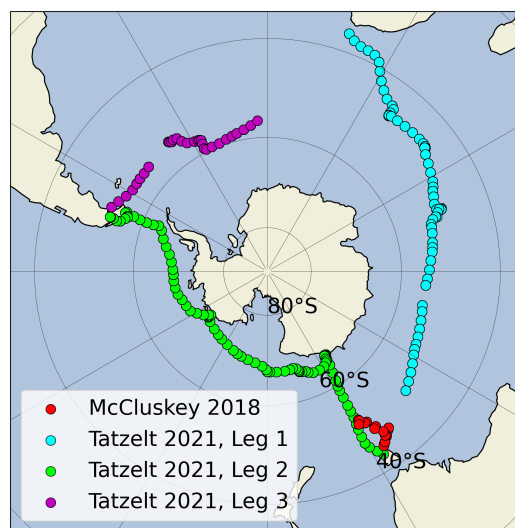 80°S
60°S
40°S
McCluskey 2018
Tatzelt 2021, Leg 1
Tatzelt 2021, Leg 2
Tatzelt 2021, Leg 3